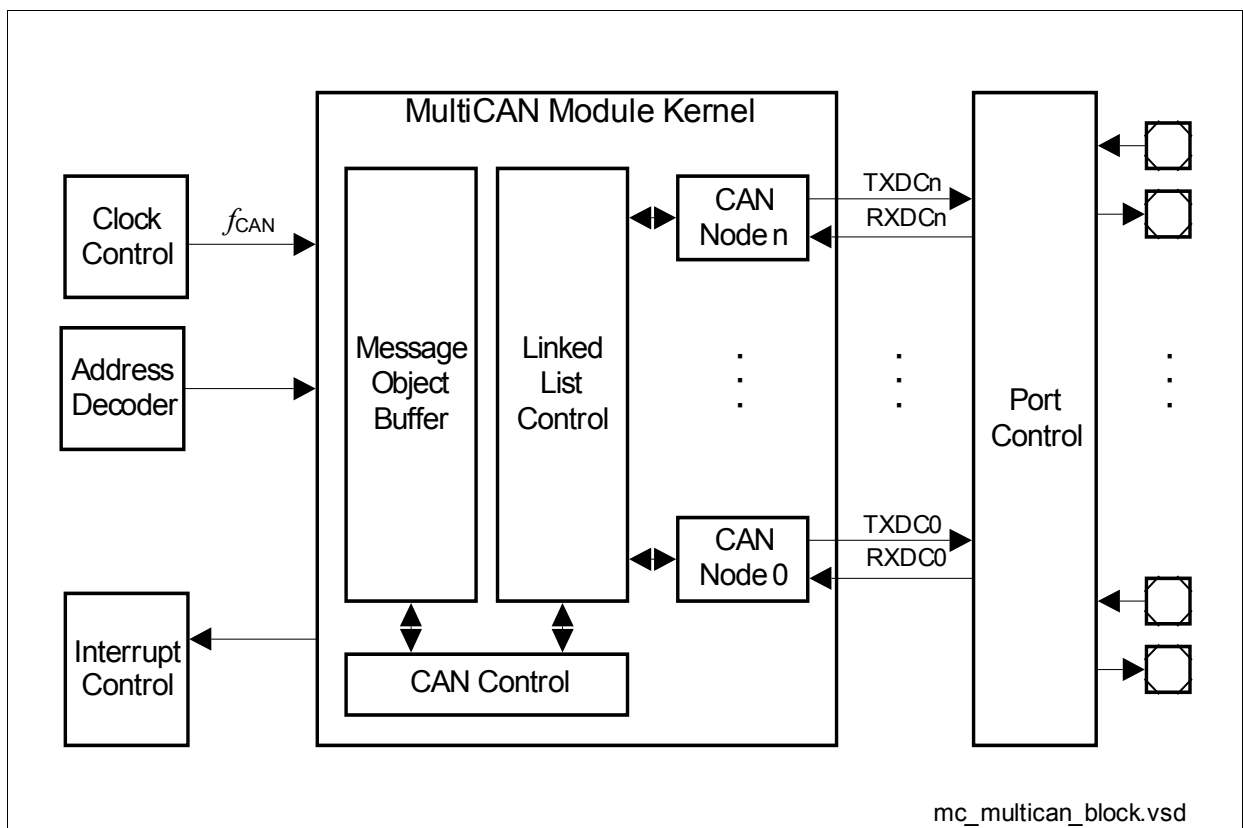 MultiCAN Module Kernel
Clock
Control
fCAN
Address
Decoder
Interrupt
Control
Message
Object
Buffer
Linked
List
Control
CAN Control
CAN
Node n
TXDCn
RXDCn
CAN
Node 0
TXDC0
RXDC0
Port
Control
mc_multican_block.vsd